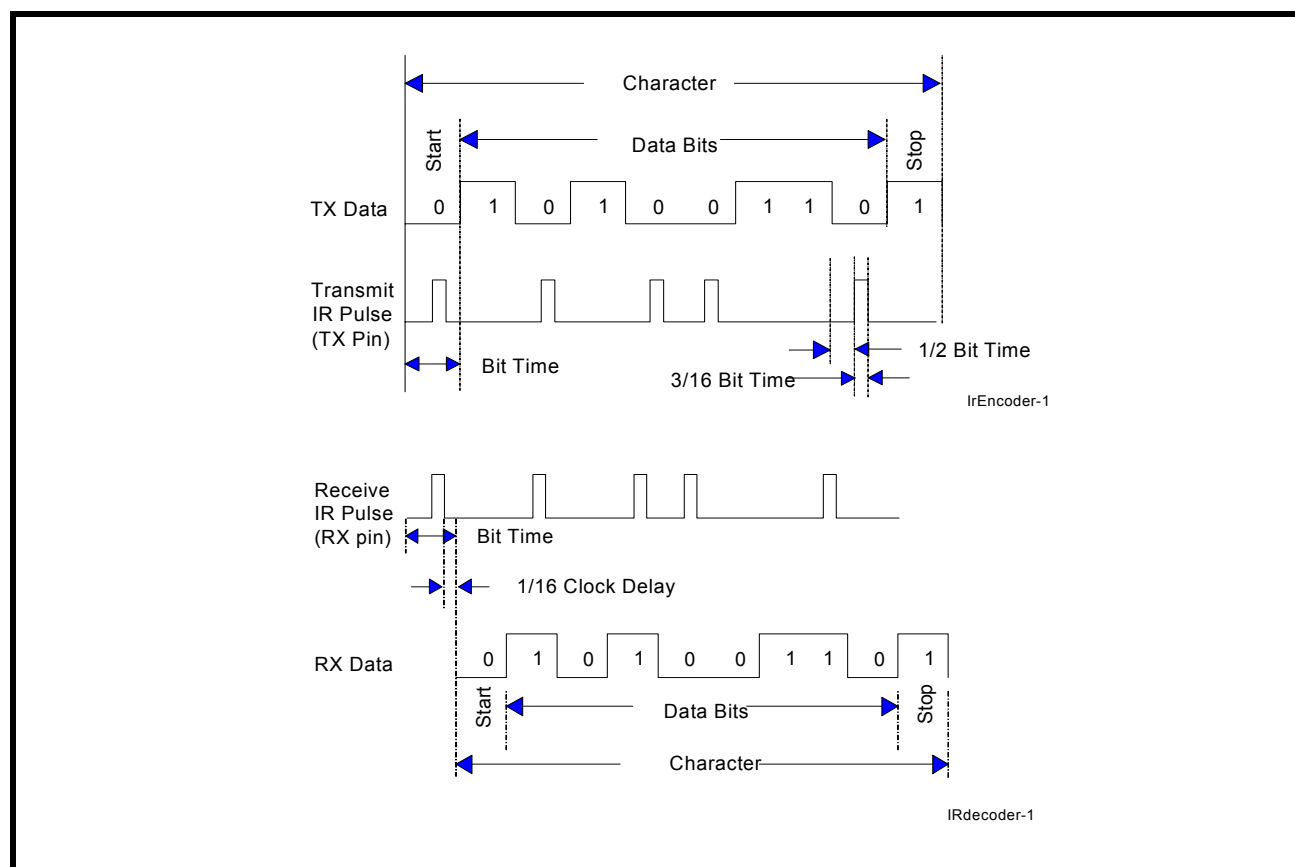 Character
Start
Data Bits
Stop
TX Data
0 1 0 1 0 0 1 1 0 1
Transmit
IR Pulse
(TX Pin)
Bit Time
1/2 Bit Time
3/16 Bit Time
IrEncoder-1
Receive
IR Pulse
(RX pin)
Bit Time
1/16 Clock Delay
RX Data
0 1 0 1 0 0 1 1 0 1
Start
Data Bits
Stop
Character
IRdecoder-1